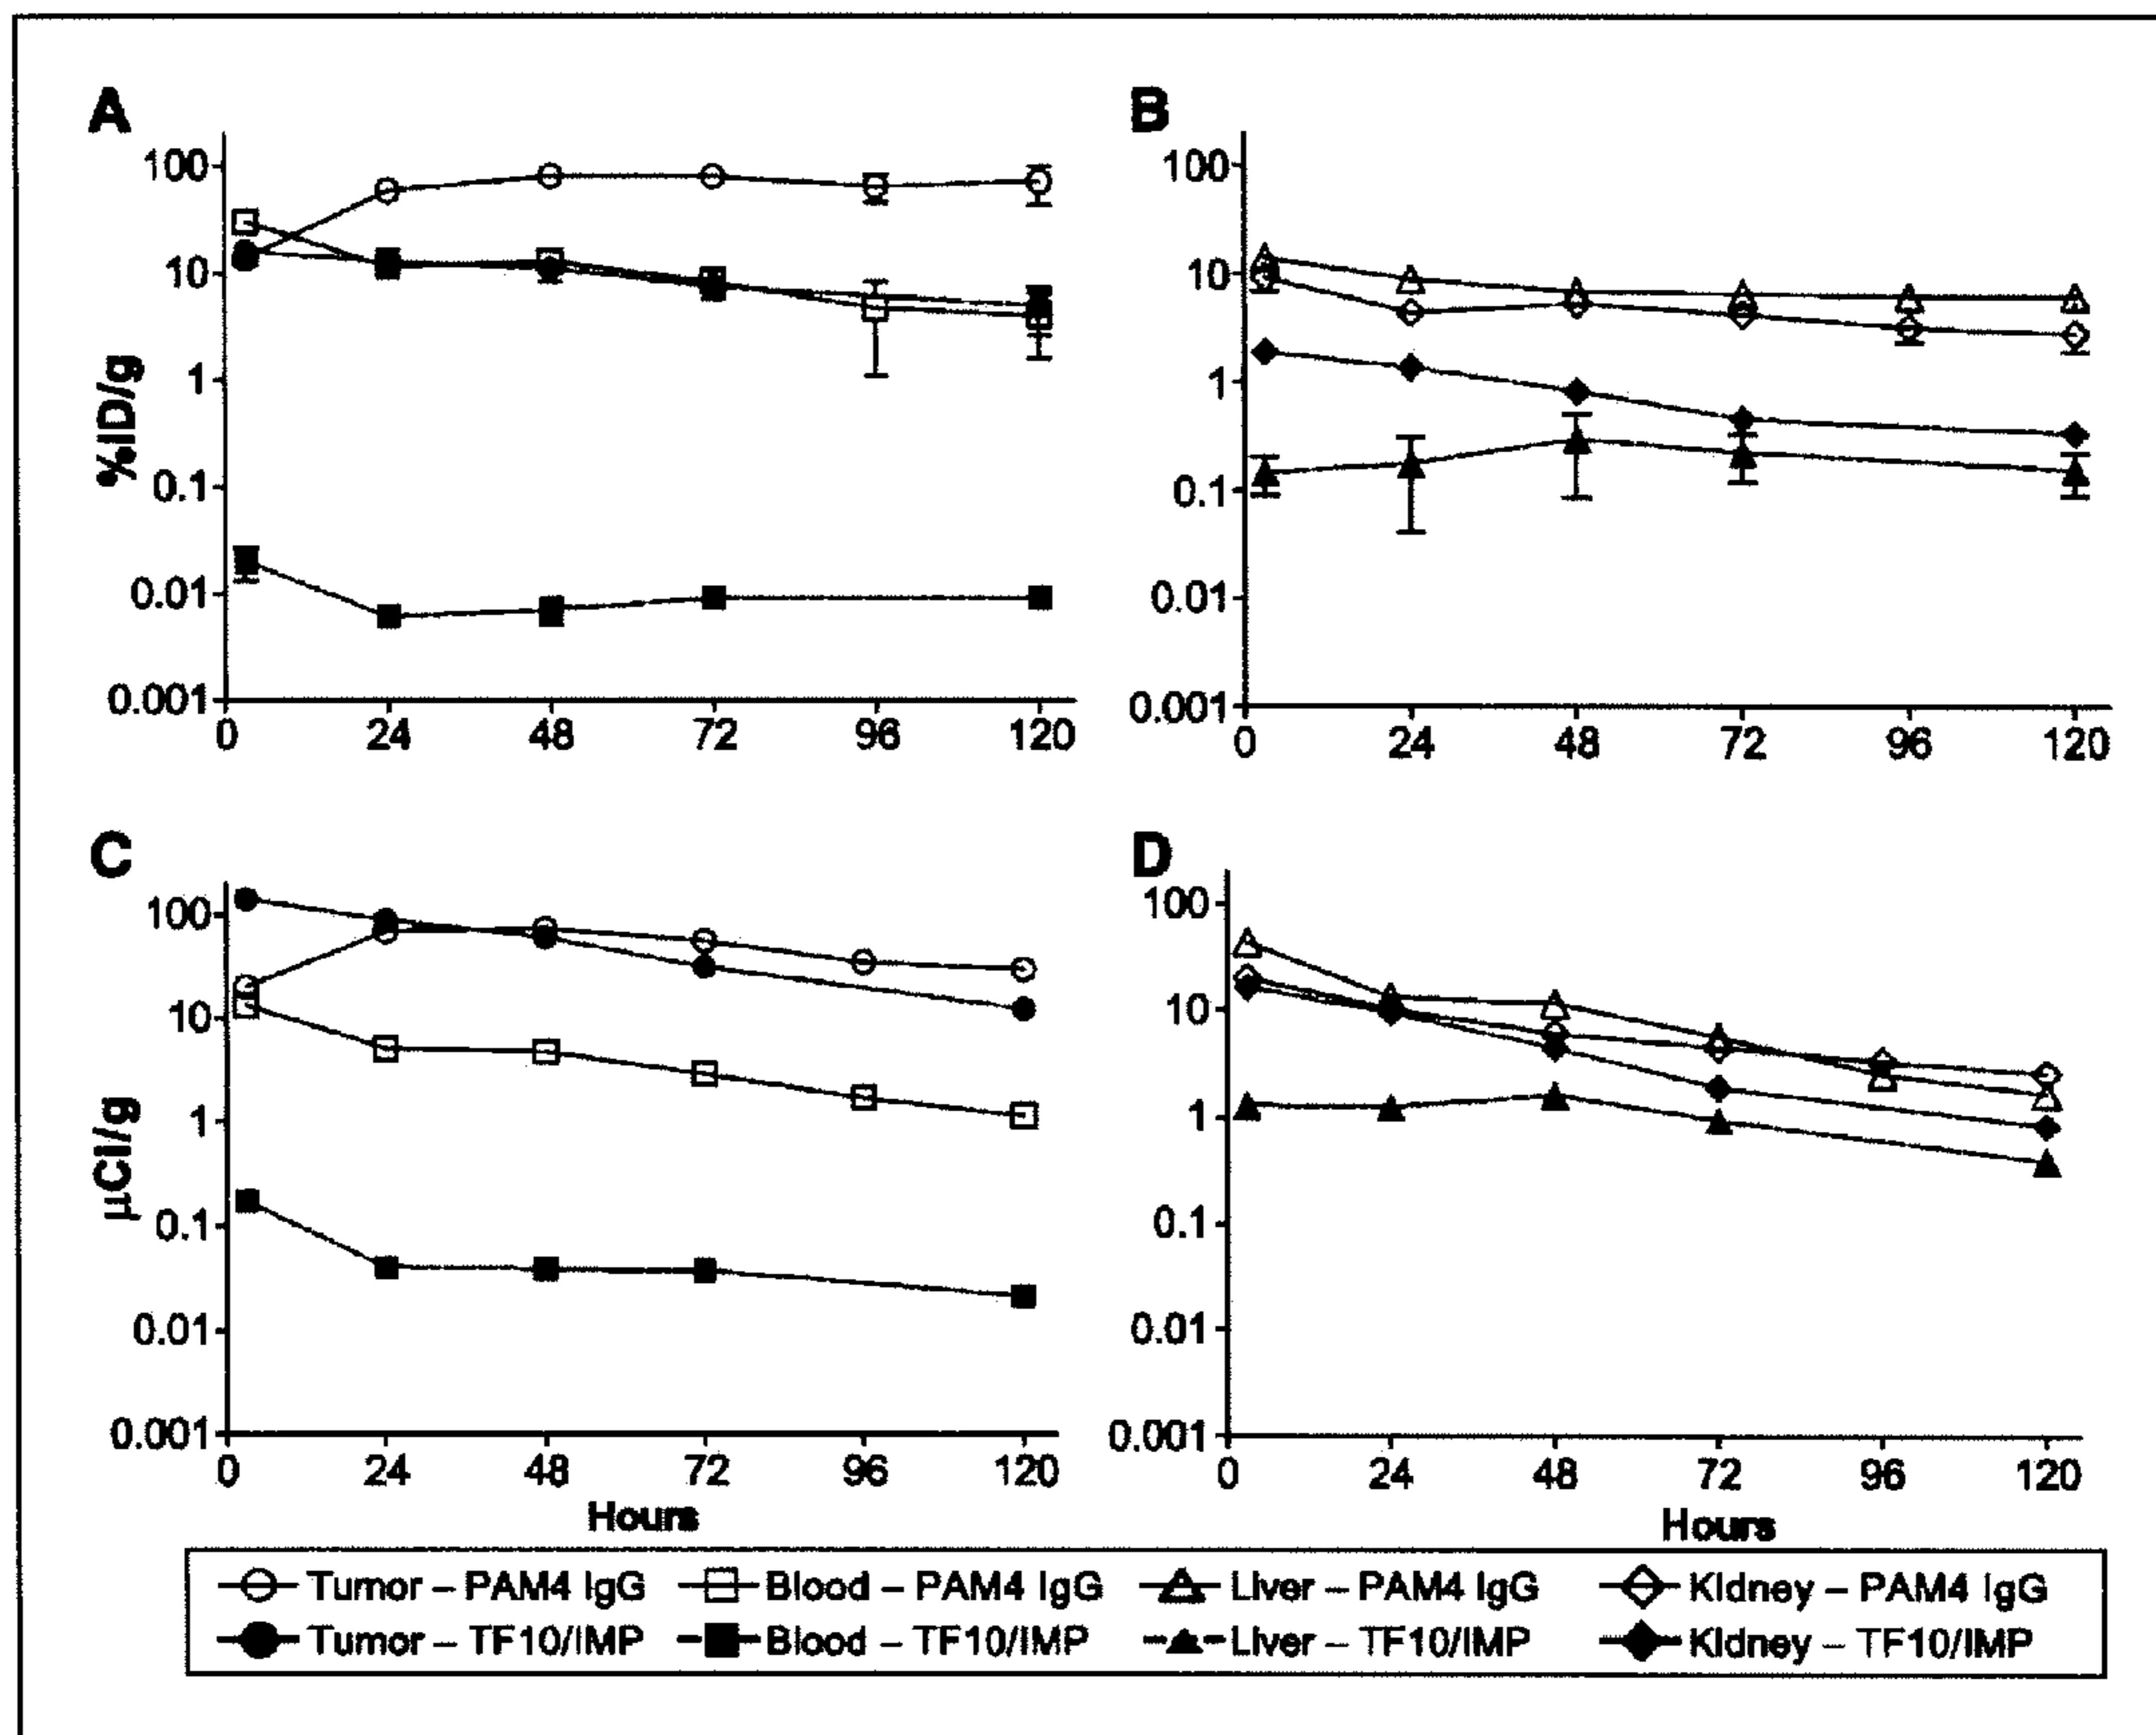 A
%ID/g
100
10
1
0.1
0.01
0.001
0 24 48 72 96 120
B
100
10
1
0.1
0.01
0.001
0 24 48 72 96 120
C
µCi/g
100
10
1
0.1
0.01
0.001
0 24 48 72 96 120
Hours
D
100
10
1
0.1
0.01
0.001
0 24 48 72 96 120
Hours
Tumor – PAM4 IgG Blood – PAM4 IgG Liver – PAM4 IgG Kidney – PAM4 IgG
Tumor – TF10/IMP Blood – TF10/IMP Liver – TF10/IMP Kidney – TF10/IMP